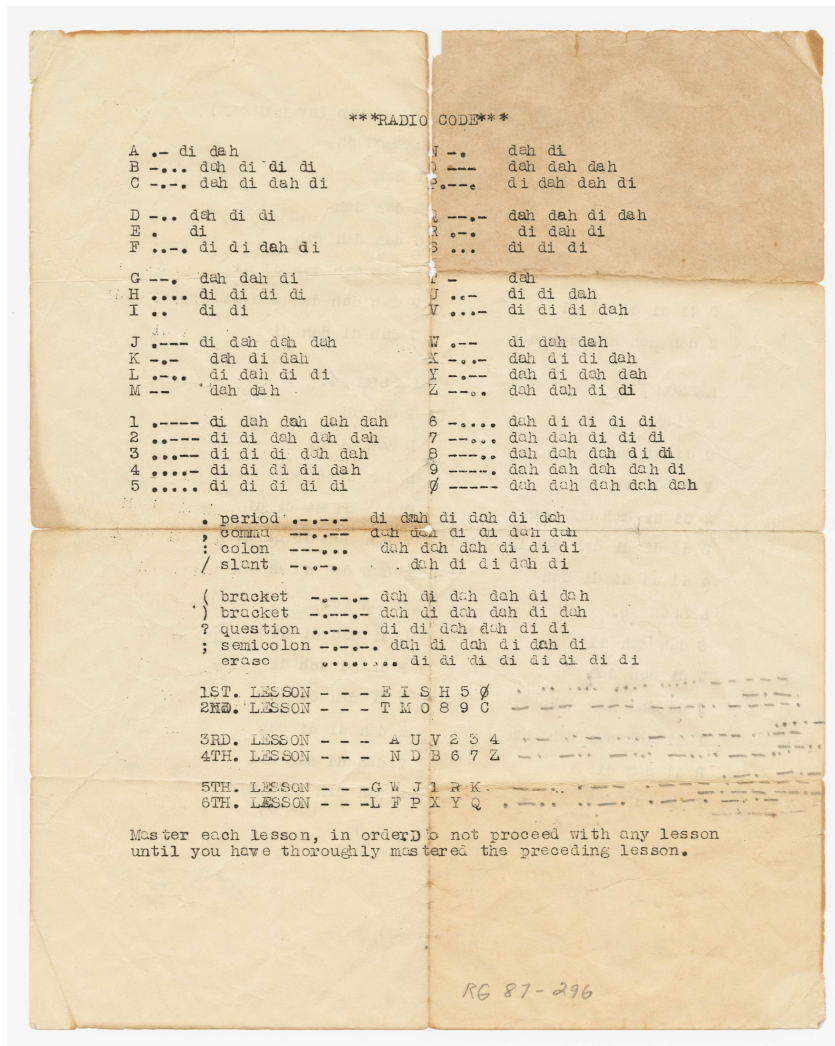 ***RADIO CODE***
A .- di dah
N -. dah di
B -... dah di di di
O --- dah dah dah
C -.-. dah di dah di
P.--. di dah dah di
D -.. dah di di
Q --.- dah dah di dah
E . di
R .-. di dah di
F ..-. di di dah di
S ... di di di
G --. dah dah di
T - dah
H .... di di di di
U ..- di di dah
I .. di di
V ...- di di di dah
J .--- di dah dah dah
W .-- di dah dah
K -.- dah di dah
X -..- dah di di dah
L .-.. di dah di di
Y -.-- dah di dah dah
M -- dah dah
Z --.. dah dah di di
1 .---- di dah dah dah dah
6 -.... dah di di di di
2 ..--- di di dah dah dah
7 --... dah dah di di di
3 ...-- di di di dah dah
8 ---.. dah dah dah di di
4 ....- di di di di dah
9 ----. dah dah dah dah di
5 ..... di di di di di
Ø ----- dah dah dah dah dah
. period .-.-.- di dah di dah di dah
, comma --..-- dah dah di di dah dah
: colon ---... dah dah dah di di di
/ slant -..-. dah di di dah di
( bracket -.--.- dah di dah dah di dah
) bracket -.--.- dah di dah dah di dah
? question ..--.. di di dah dah di di
; semicolon -.-.-. dah di dah di dah di
erase ........ di di di di di di di di
1ST. LESSON - - - E I S H 5 Ø
2ND. LESSON - - - T M O 8 9 C
3RD. LESSON - - - A U V 2 3 4
4TH. LESSON - - - N D B 6 7 Z
5TH. LESSON - - -G W J 1 R K
6TH. LESSON - - -L F P X Y Q
Master each lesson, in orderDo not proceed with any lesson
until you have thoroughly mastered the preceding lesson.
RG 87-296